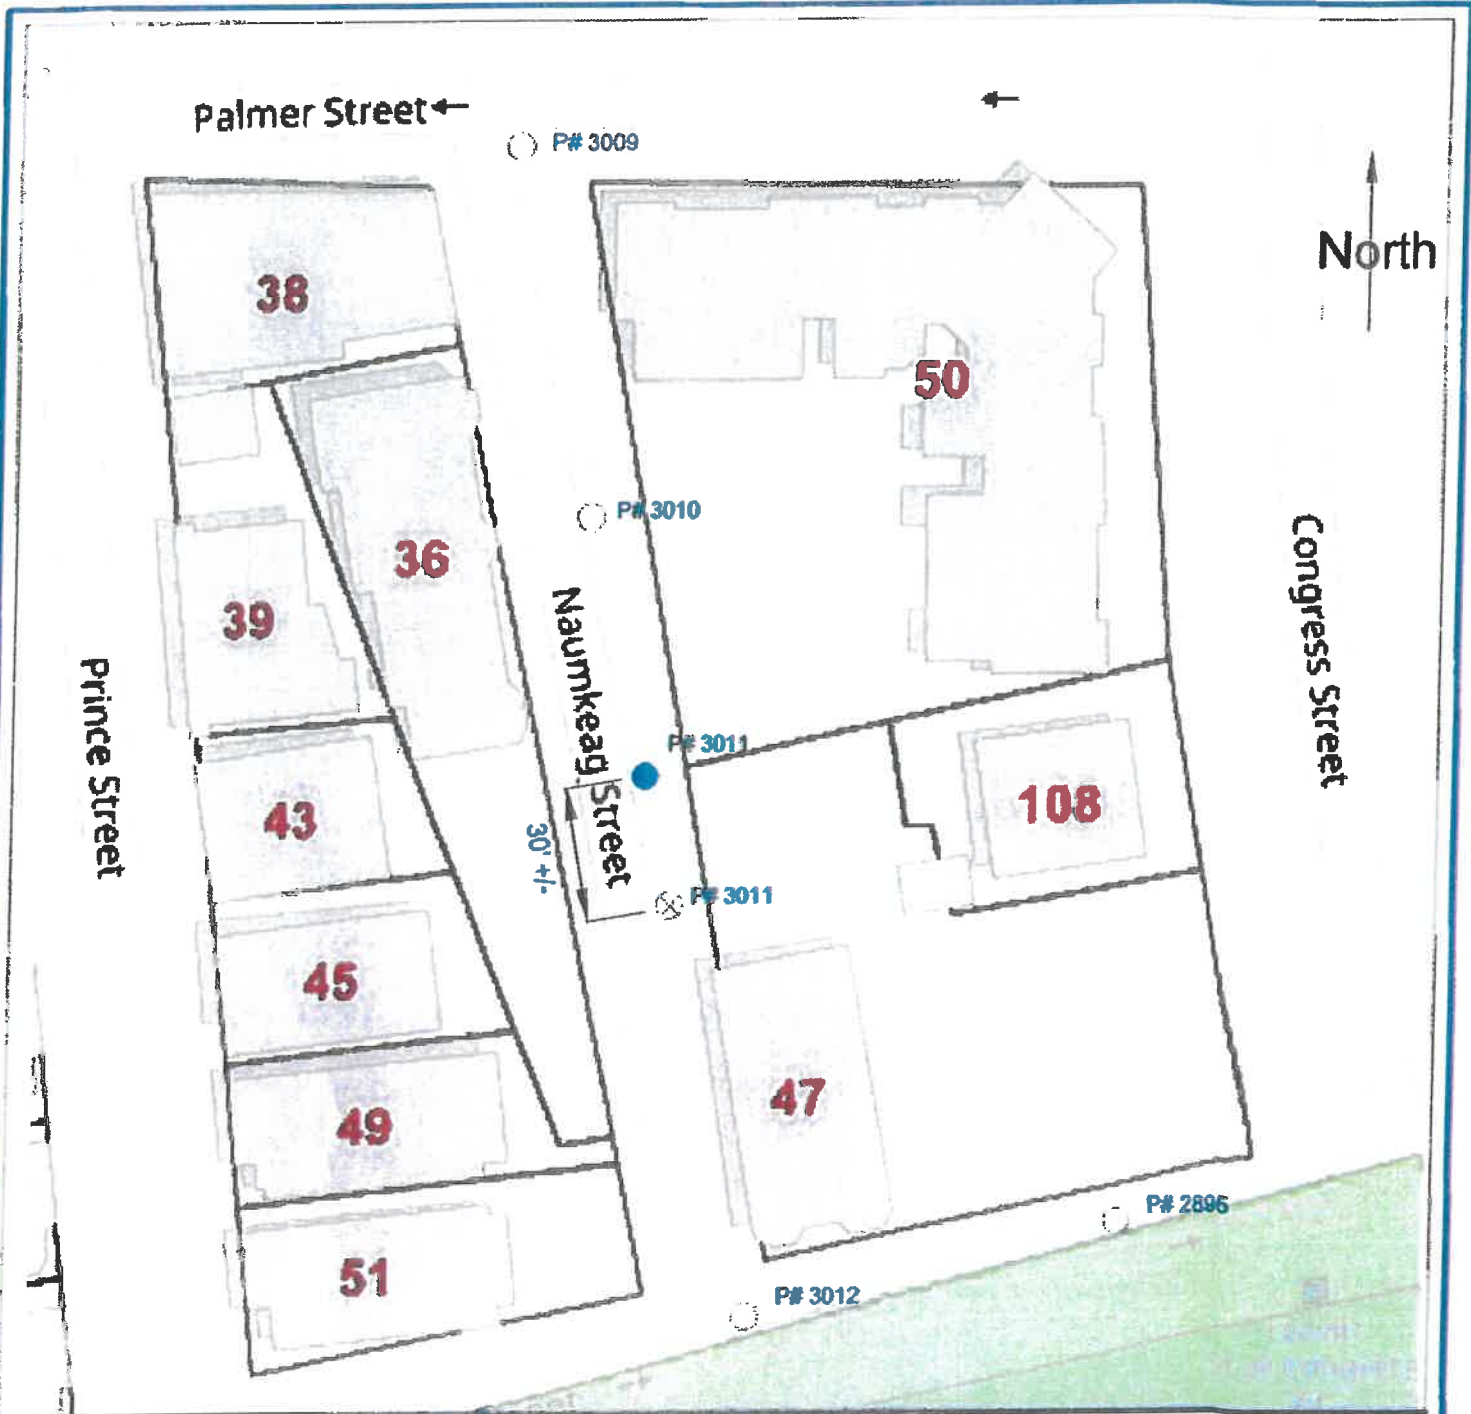 Palmer Street
P# 3009
North
38
50
P# 3010
36
39
Naumkeag Street
Congress Street
Prince Street
P# 3011
108
43
30' +/-
P# 3011
45
47
49
P# 2896
51
P# 3012